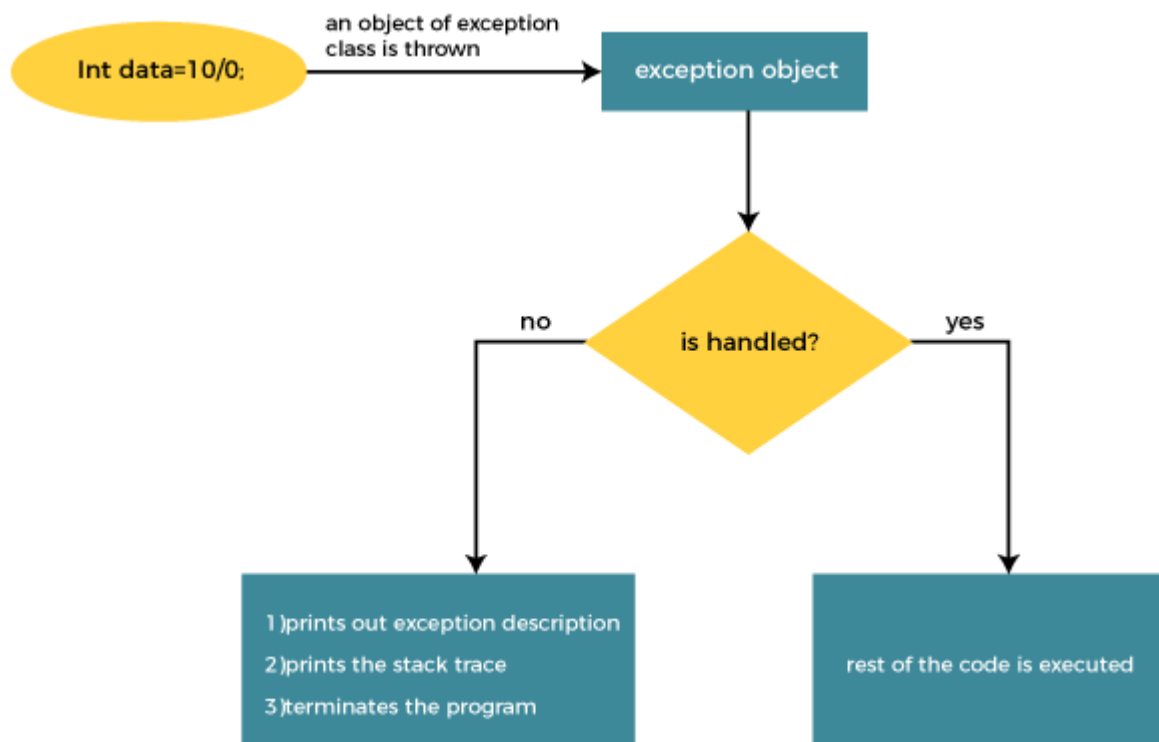 an object of exception
class is thrown
Int data=10/0;
exception object
is handled?
no
yes
1)prints out exception description
2)prints the stack trace
3)terminates the program
rest of the code is executed